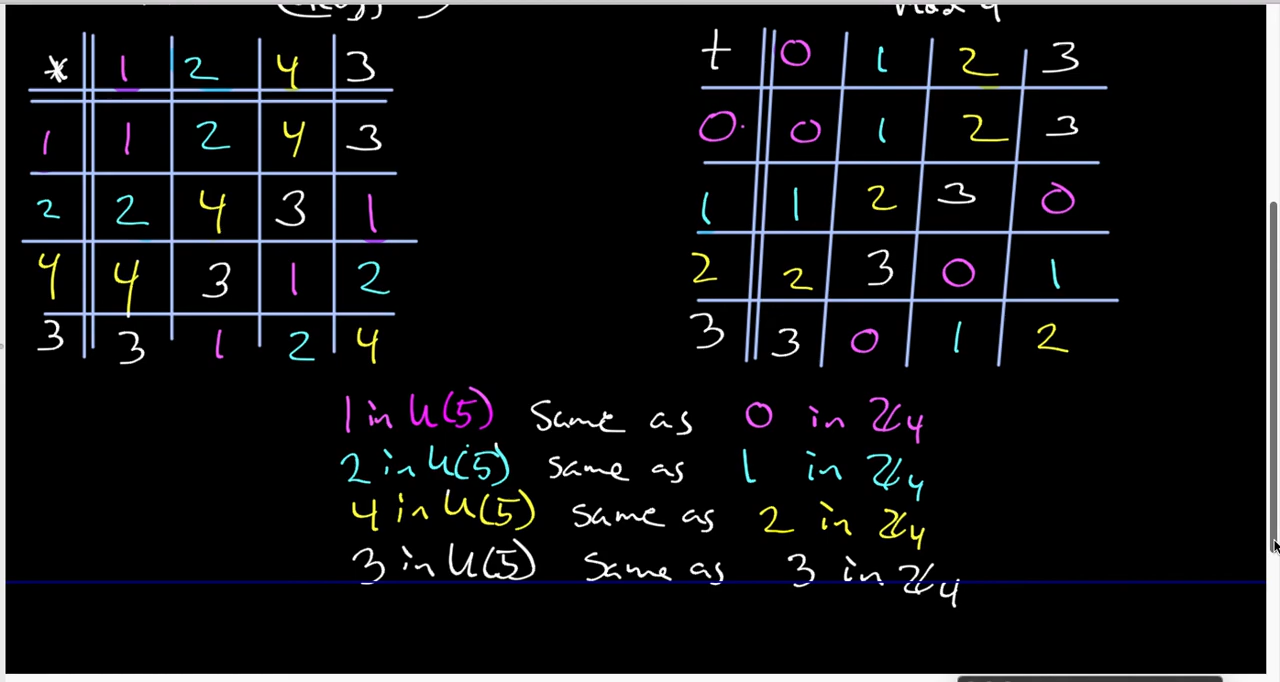 * 1 2 4 3
1 1 2 4 3
2 2 4 3 1
4 4 3 1 2
3 3 1 2 4
+ 0 1 2 3
0 0 1 2 3
1 1 2 3 0
2 2 3 0 1
3 3 0 1 2
1 in U(5) same as 0 in ℤ4
2 in U(5) same as 1 in ℤ4
4 in U(5) same as 2 in ℤ4
3 in U(5) same as 3 in ℤ4